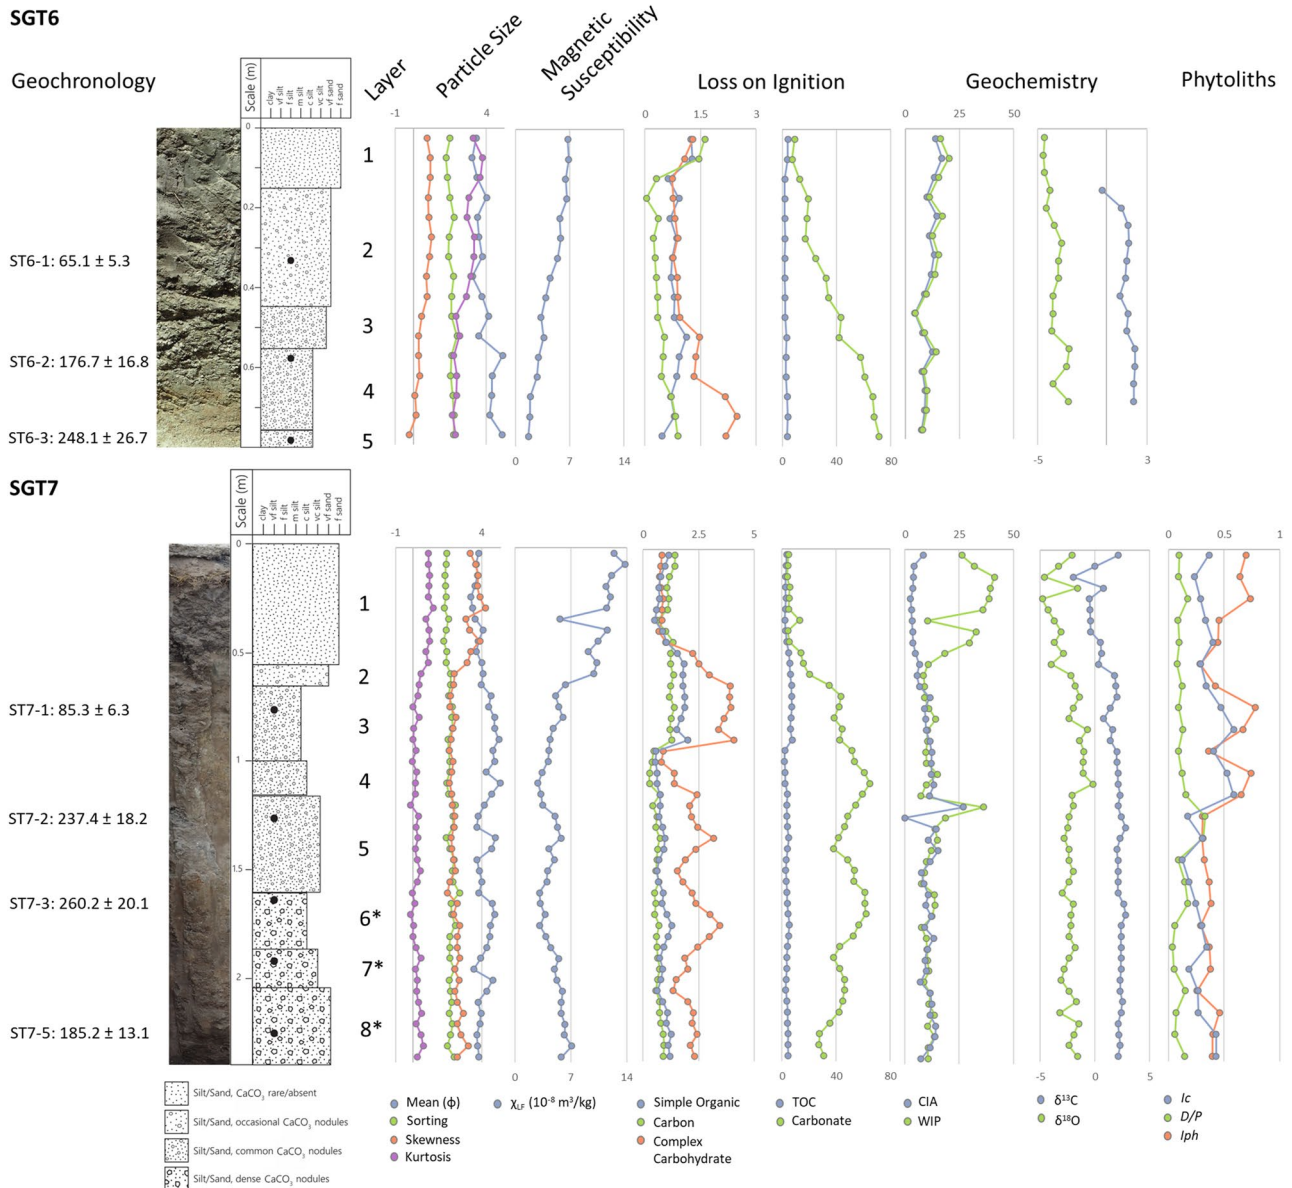 SGT6
Geochronology
Scale (m)
clay
vf silt
f silt
m silt
c silt
vc silt
vf sand
f sand
Layer
Particle Size
Magnetic
Susceptibility
Loss on Ignition
Geochemistry
Phytoliths
-1 4
0 1.5 3
0 25 50
0
0.2
0.4
0.6
1
2
3
4
5
ST6-1: 65.1 ± 5.3
ST6-2: 176.7 ± 16.8
ST6-3: 248.1 ± 26.7
0 7 14
0 40 80
-5 3
SGT7
Scale (m)
clay
vf silt
f silt
m silt
c silt
vc silt
vf sand
f sand
-1 4
0 2.5 5
0 25 50
0 0.5 1
0
0.5
1
1.5
2
1
2
3
4
5
6*
7*
8*
ST7-1: 85.3 ± 6.3
ST7-2: 237.4 ± 18.2
ST7-3: 260.2 ± 20.1
ST7-5: 185.2 ± 13.1
0 7 14
0 40 80
-5 0 5
Silt/Sand, CaCO₃ rare/absent
Silt/Sand, occasional CaCO₃ nodules
Silt/Sand, common CaCO₃ nodules
Silt/Sand, dense CaCO₃ nodules
Mean (ϕ)
Sorting
Skewness
Kurtosis
χLF (10⁻⁸ m³/kg)
Simple Organic
Carbon
Complex
Carbohydrate
TOC
Carbonate
CIA
WIP
δ¹³C
δ¹⁸O
Ic
D/P
Iph